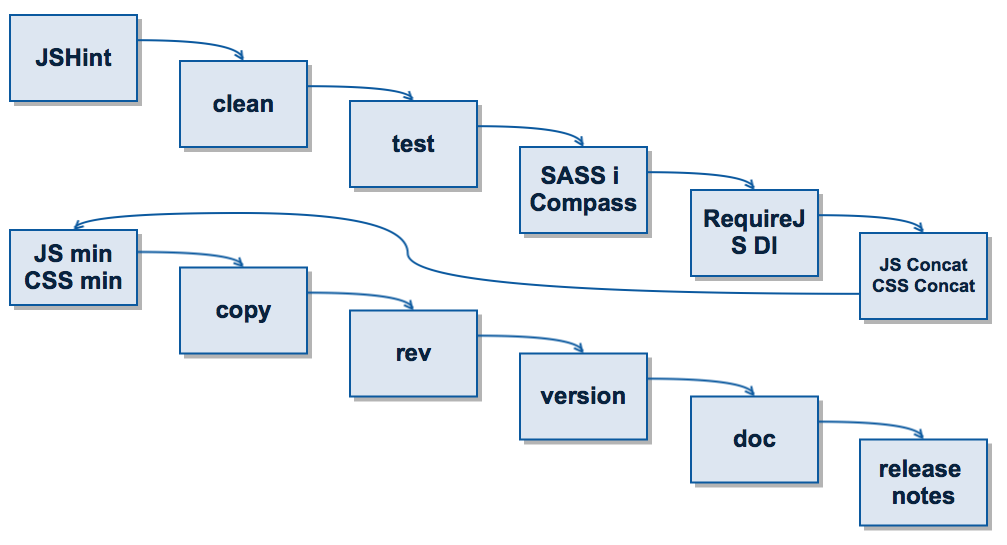 JSHint
clean
test
SASS i
Compass
RequireJ
S DI
JS Concat
CSS Concat
JS min
CSS min
copy
rev
version
doc
release
notes